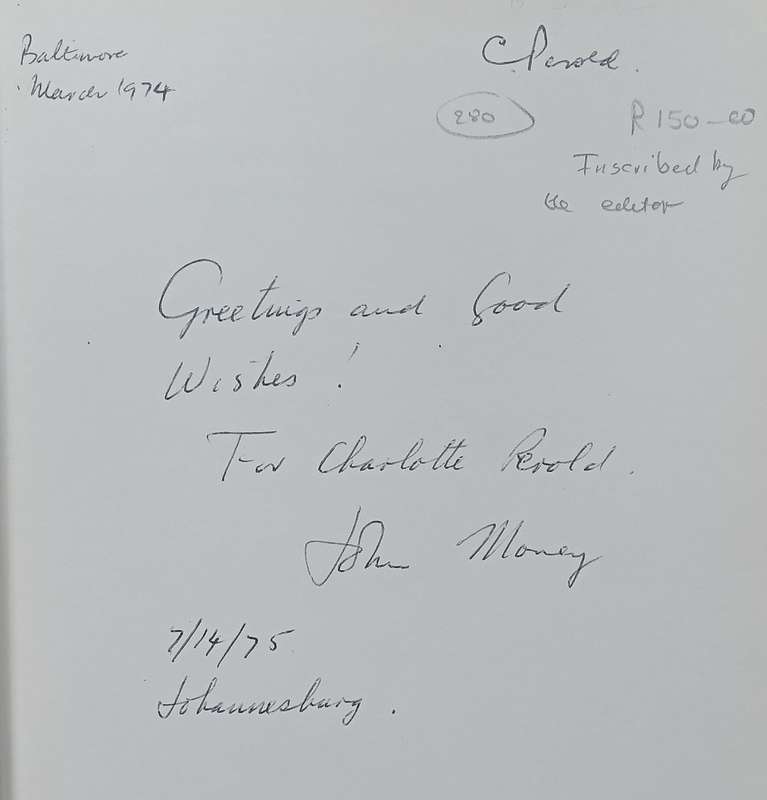 Baltimore
March 1974
C. Perold.
280
R 150-00
Inscribed by
the editor
Greetings and Good
Wishes!
For Charlotte Perold.
John Money
7/14/75
Johannesburg.